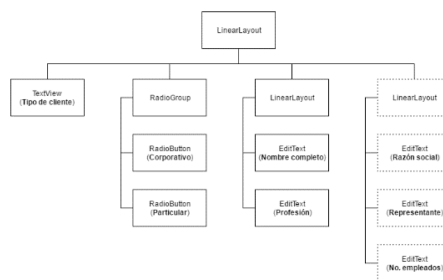 LinearLayout
TextView
(Tipo de cliente)
RadioGroup
LinearLayout
LinearLayout
RadioButton
(Corporativo)
EditText
(Nombre completo)
EditText
(Razón social)
RadioButton
(Particular)
EditText
(Profesión)
EditText
(Representante)
EditText
(No. empleados)